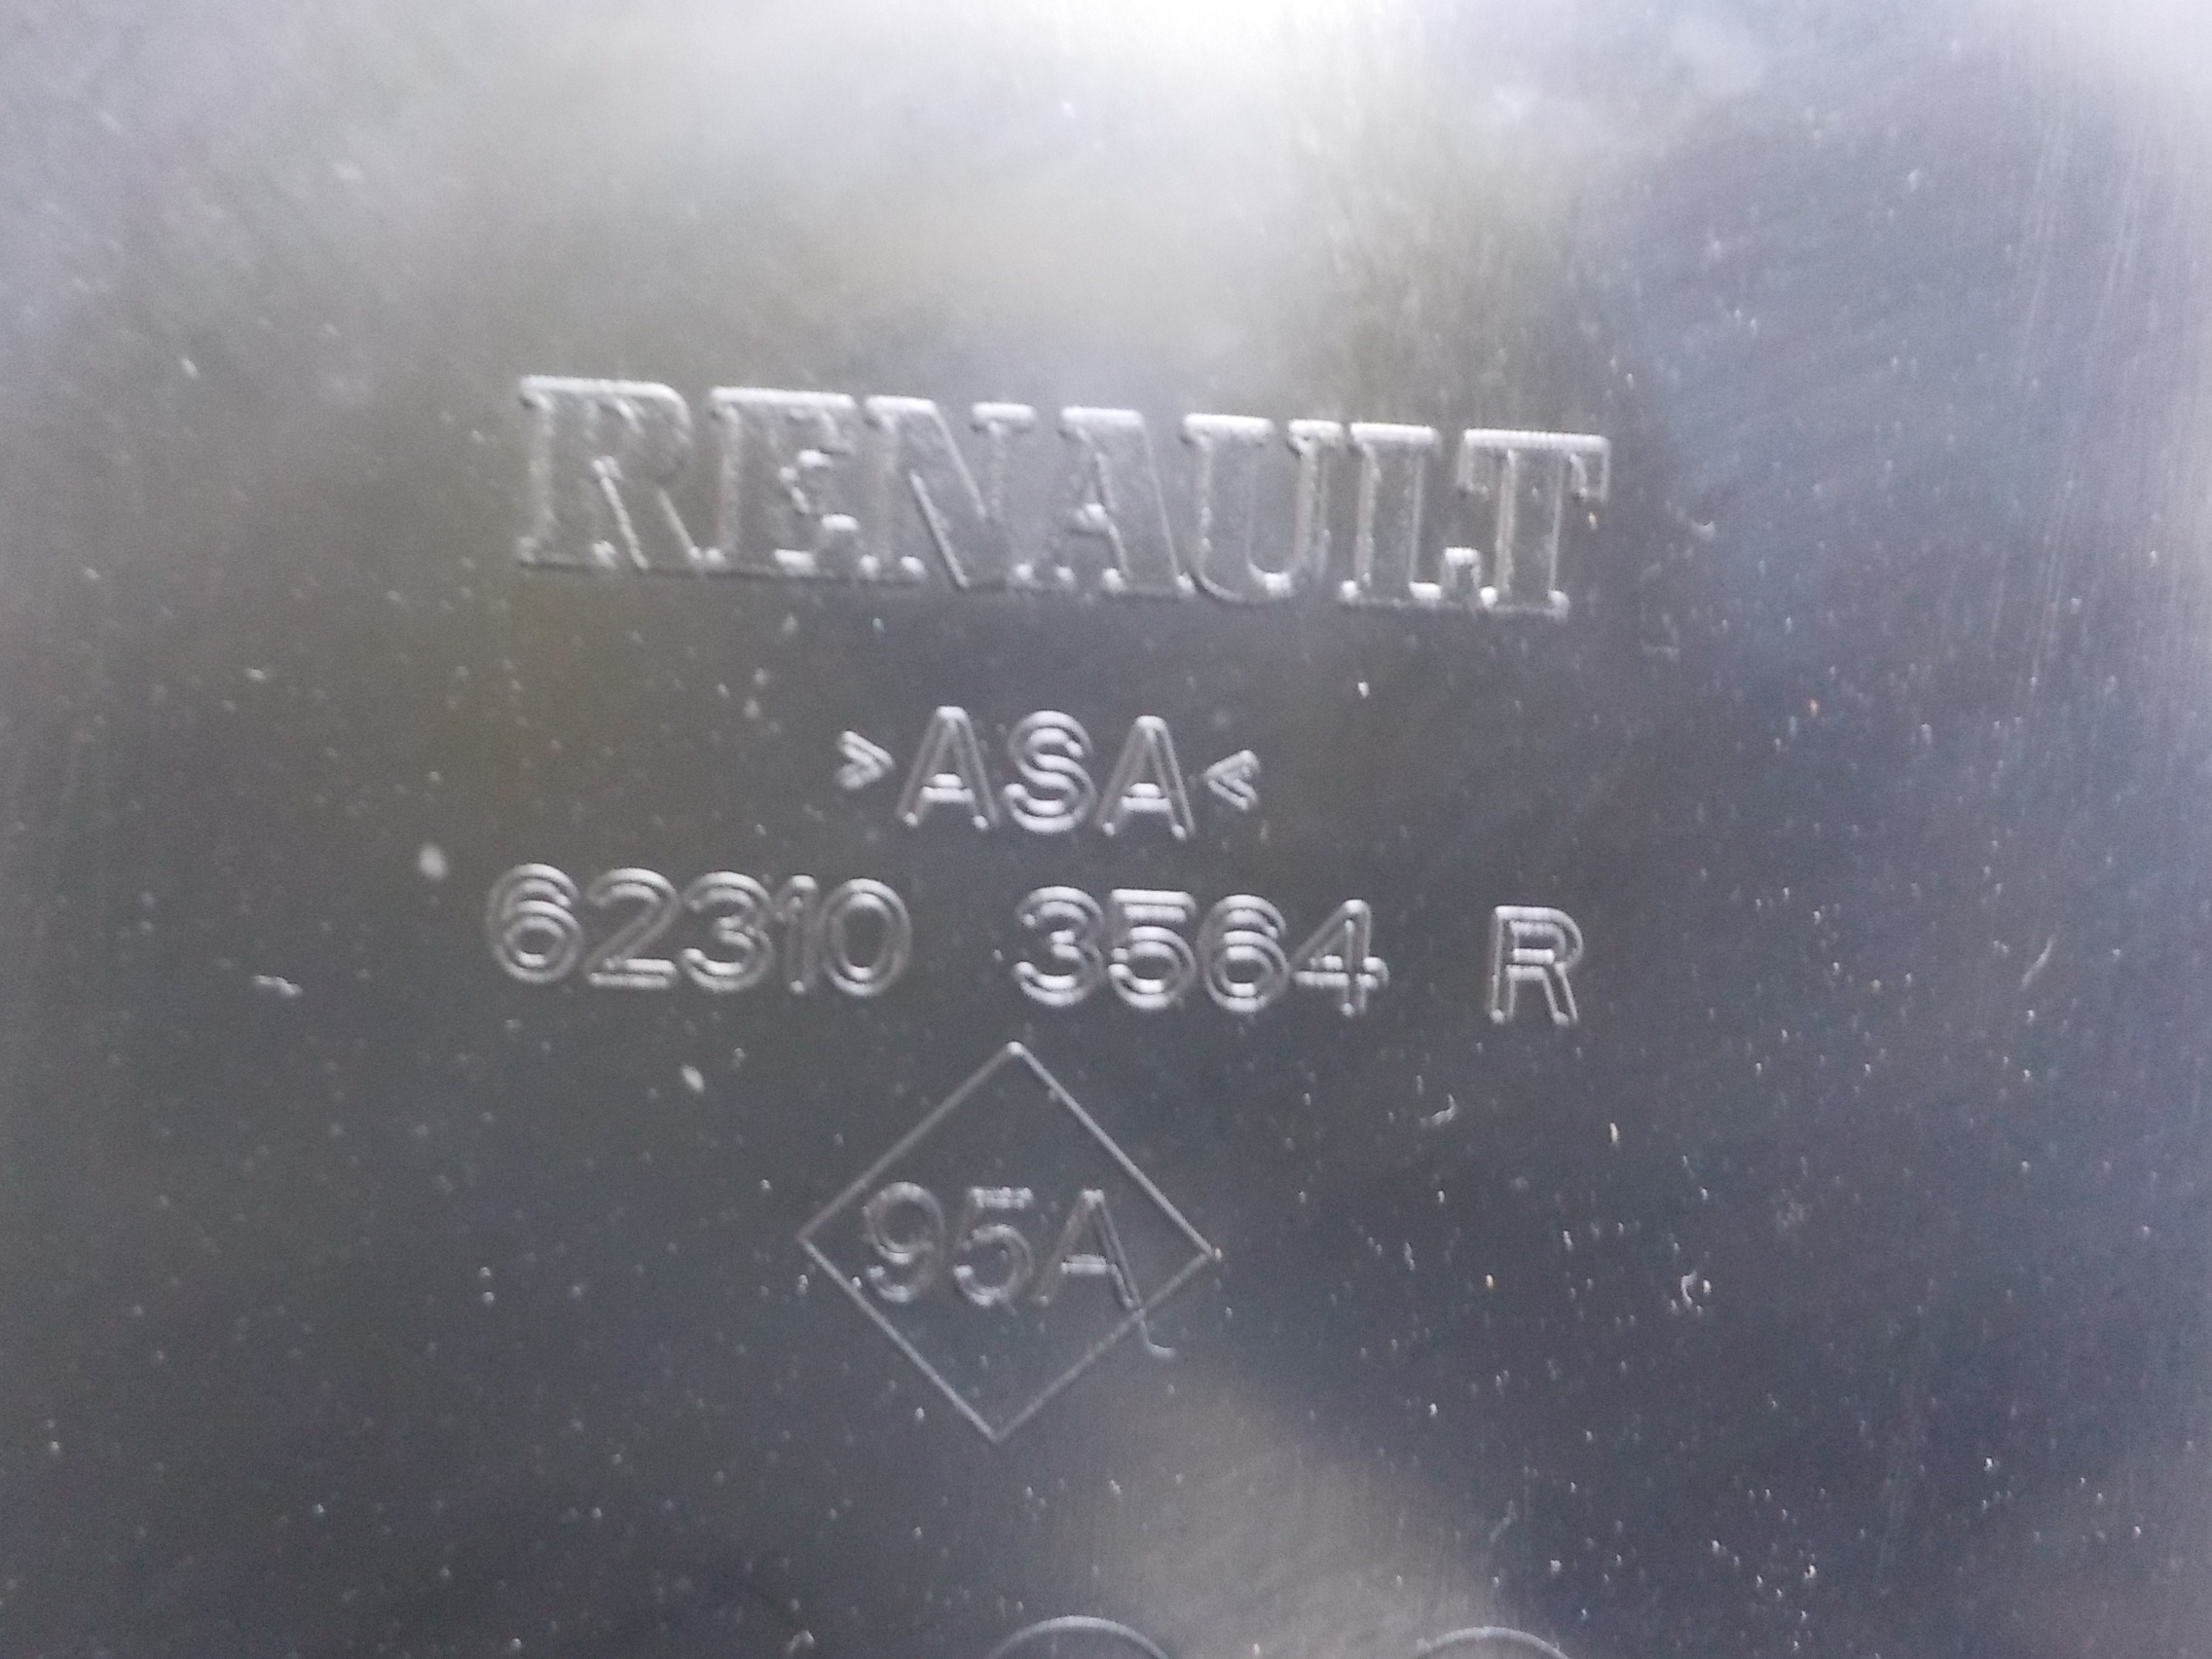 RENAULT
>ASA<
62310 3564 R
95A